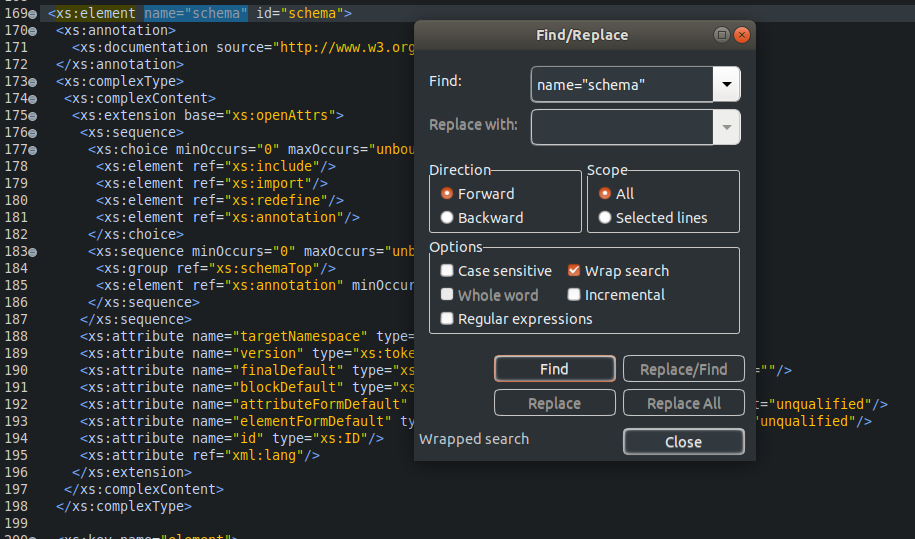 169 <xs:element name="schema" id="schema">
170 <xs:annotation>
171 <xs:documentation source="http://www.w3.org
172 </xs:annotation>
173 <xs:complexType>
174 <xs:complexContent>
175 <xs:extension base="xs:openAttrs">
176 <xs:sequence>
177 <xs:choice minOccurs="0" maxOccurs="unbou
178 <xs:element ref="xs:include"/>
179 <xs:element ref="xs:import"/>
180 <xs:element ref="xs:redefine"/>
181 <xs:element ref="xs:annotation"/>
182 </xs:choice>
183 <xs:sequence minOccurs="0" maxOccurs="unb
184 <xs:group ref="xs:schemaTop"/>
185 <xs:element ref="xs:annotation" minOccur
186 </xs:sequence>
187 </xs:sequence>
188 <xs:attribute name="targetNamespace" type=
189 <xs:attribute name="version" type="xs:toke
190 <xs:attribute name="finalDefault" type="xs =""/>
191 <xs:attribute name="blockDefault" type="xs
192 <xs:attribute name="attributeFormDefault" t="unqualified"/>
193 <xs:attribute name="elementFormDefault" ty "unqualified"/>
194 <xs:attribute name="id" type="xs:ID"/>
195 <xs:attribute ref="xml:lang"/>
196 </xs:extension>
197 </xs:complexContent>
198 </xs:complexType>
199
200 <xs:key name="element">
Find/Replace
Find: name="schema"
Replace with:
Direction
Forward
Backward
Scope
All
Selected lines
Options
Case sensitive Wrap search
Whole word Incremental
Regular expressions
Find Replace/Find
Replace Replace All
Wrapped search Close